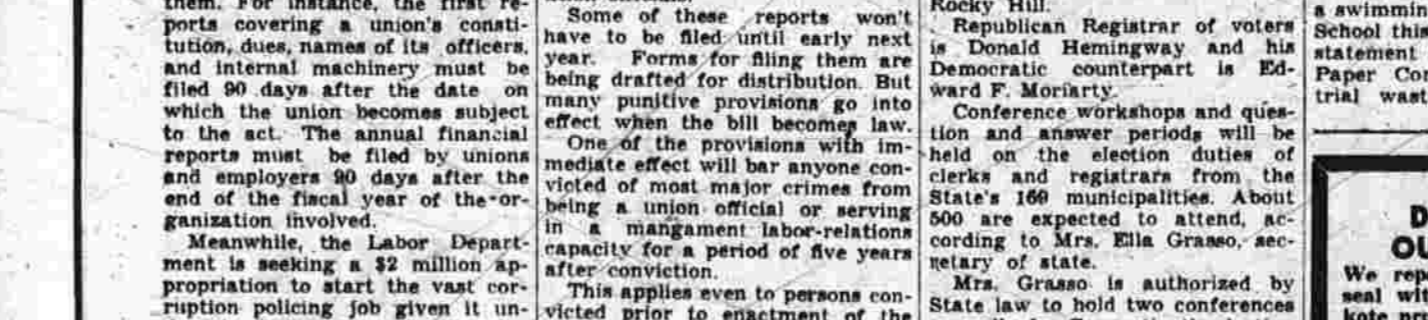 them. For instance, the first re-
ports covering a union's consti-
tution, dues, names of its officers,
and internal machinery must be
filed 90 days after the date on
which the union becomes subject
to the act. The annual financial
reports must be filed by unions
and employers 90 days after the
end of the fiscal year of the or-
ganization involved.
Meanwhile, the Labor Depart-
ment is seeking a $2 million ap-
propriation to start the vast cor-
ruption policing job given it un-
Some of these reports won't
have to be filed until early next
year. Forms for filing them are
being drafted for distribution. But
many punitive provisions go into
effect when the bill becomes law.
One of the provisions with im-
mediate effect will bar anyone con-
victed of most major crimes from
being a union official or serving
in a mangament labor-relations
capacity for a period of five years
after conviction.
This applies even to persons con-
victed prior to enactment of the
Rocky Hill.
Republican Registrar of voters
is Donald Hemingway and his
Democratic counterpart is Ed-
ward F. Moriarty.
Conference workshops and ques-
tion and answer periods will be
held on the election duties of
clerks and registrars from the
State's 169 municipalities. About
500 are expected to attend, ac-
cording to Mrs. Ella Grasso, sec-
retary of state.
Mrs. Grasso is authorized by
State law to hold two conferences
a swimmin
School this
statement
Paper Co
trial wast
D
O
We rep
seal wit
kote pr